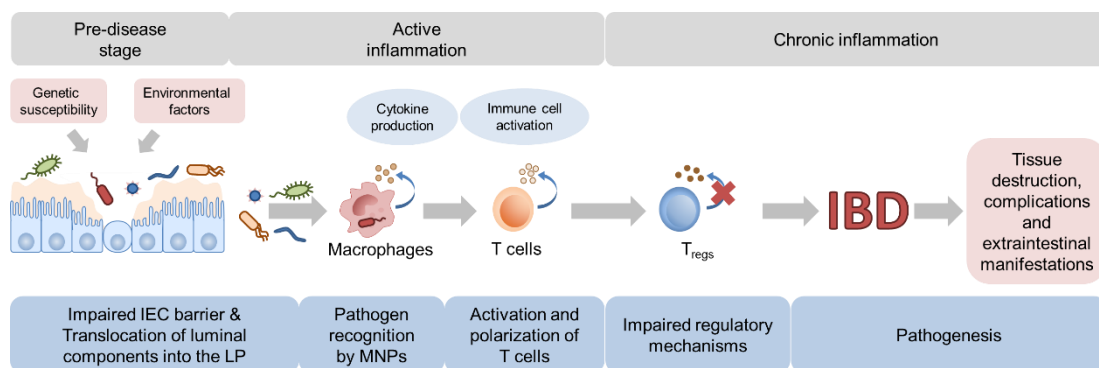 Pre-disease
stage
Active
inflammation
Chronic inflammation
Genetic
susceptibility
Environmental
factors
Cytokine
production
Immune cell
activation
Macrophages
T cells
Tregs
IBD
Tissue
destruction,
complications
and
extraintestinal
manifestations
Impaired IEC barrier &
Translocation of luminal
components into the LP
Pathogen
recognition
by MNPs
Activation and
polarization of
T cells
Impaired regulatory
mechanisms
Pathogenesis